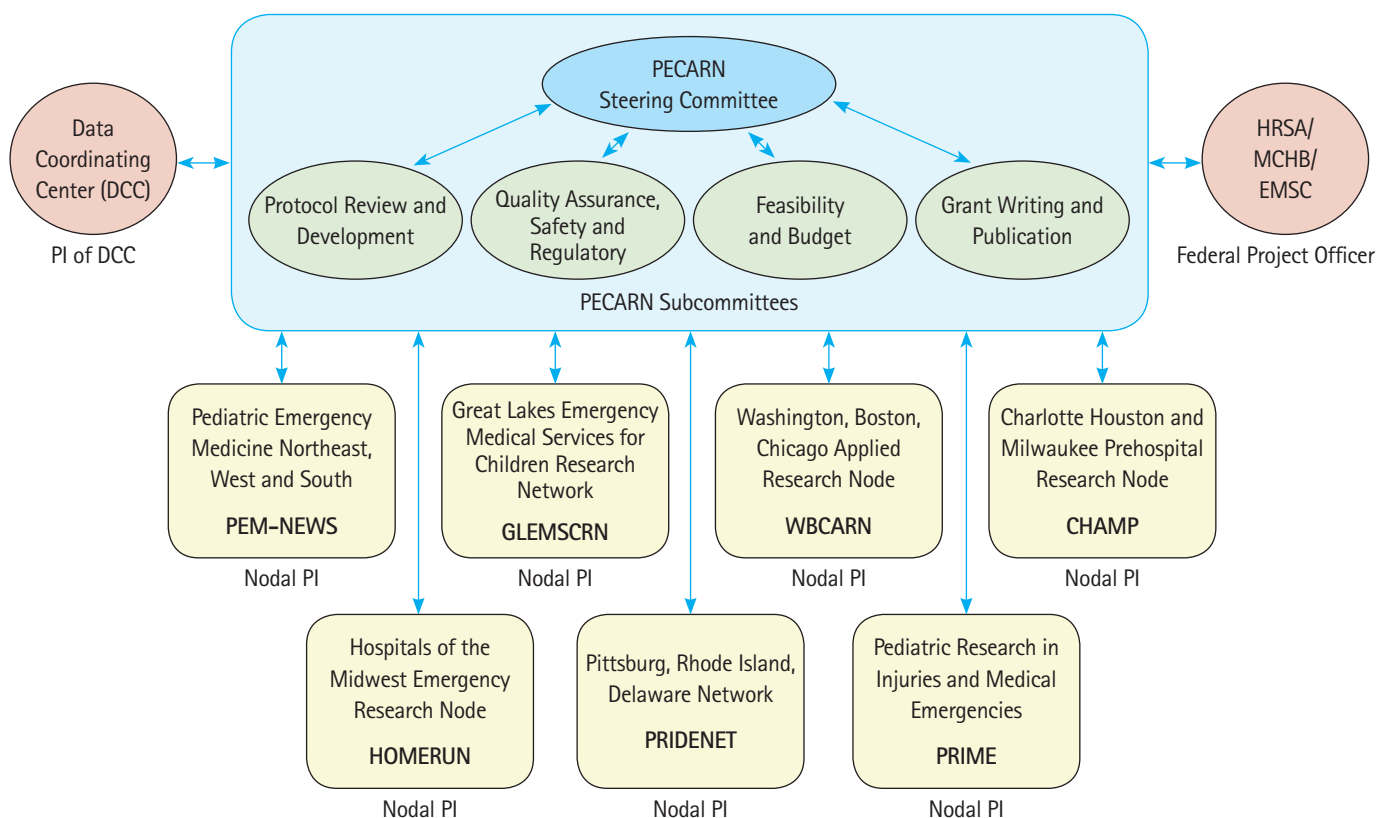 PECARN
Steering Committee
Data
Coordinating
Center (DCC)
PI of DCC
HRSA/
MCHB/
EMSC
Federal Project Officer
Protocol Review and
Development
Quality Assurance,
Safety and
Regulatory
Feasibility
and Budget
Grant Writing and
Publication
PECARN Subcommittees
Pediatric Emergency
Medicine Northeast,
West and South
PEM-NEWS
Nodal PI
Great Lakes Emergency
Medical Services for
Children Research
Network
GLEMSCRN
Nodal PI
Washington, Boston,
Chicago Applied
Research Node
WBCARN
Nodal PI
Charlotte Houston and
Milwaukee Prehospital
Research Node
CHAMP
Nodal PI
Hospitals of the
Midwest Emergency
Research Node
HOMERUN
Nodal PI
Pittsburg, Rhode Island,
Delaware Network
PRIDENET
Nodal PI
Pediatric Research in
Injuries and Medical
Emergencies
PRIME
Nodal PI